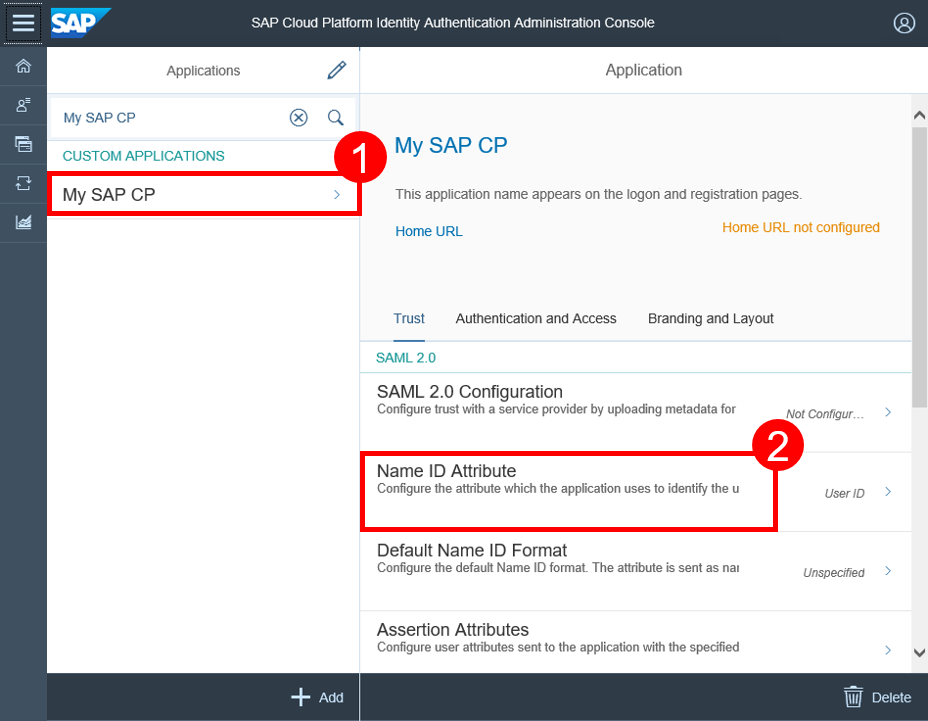 SAP
SAP Cloud Platform Identity Authentication Administration Console
Applications
Application
My SAP CP
CUSTOM APPLICATIONS
1
My SAP CP
My SAP CP
This application name appears on the logon and registration pages.
Home URL
Home URL not configured
Trust
Authentication and Access
Branding and Layout
SAML 2.0
SAML 2.0 Configuration
Configure trust with a service provider by uploading metadata for
Not Configur…
2
Name ID Attribute
Configure the attribute which the application uses to identify the u
User ID
Default Name ID Format
Configure the default Name ID format. The attribute is sent as nar
Unspecified
Assertion Attributes
Configure user attributes sent to the application with the specified
Add
Delete